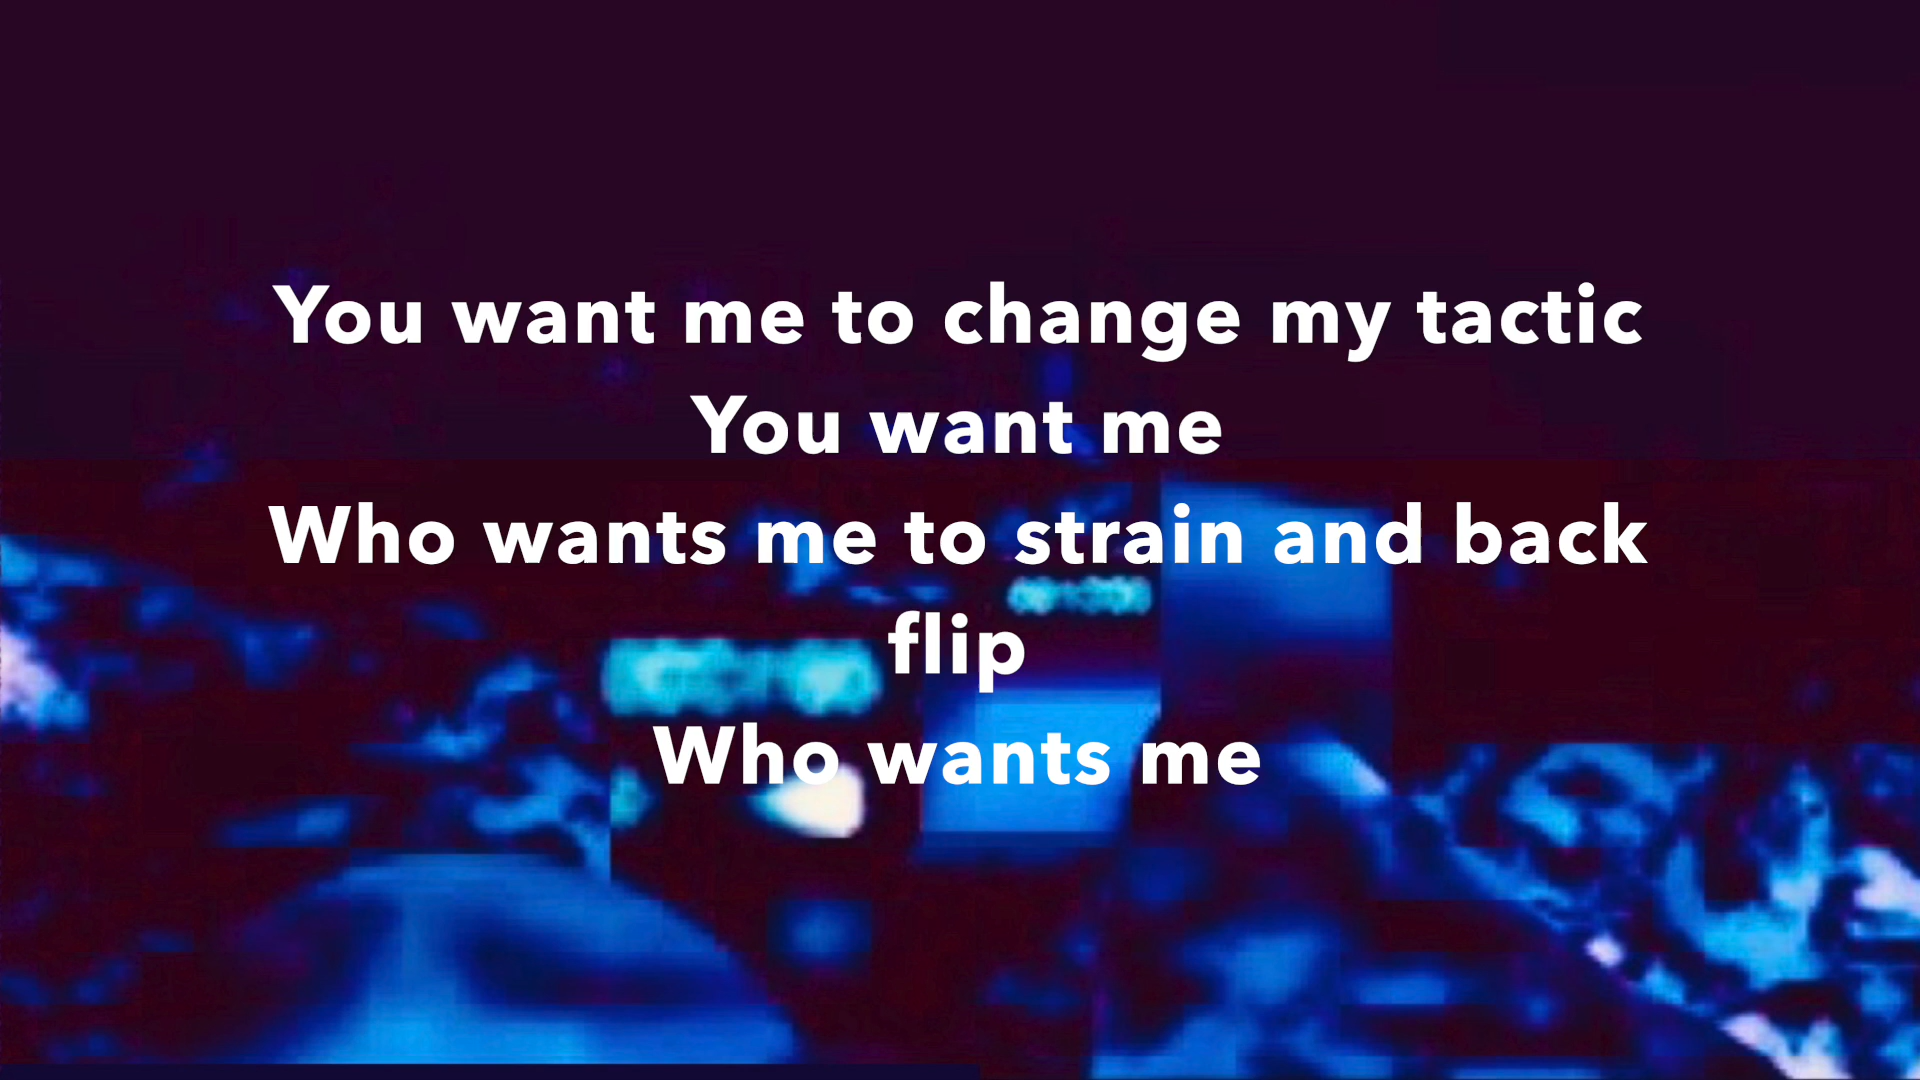 You want me to change my tactic
You want me
Who wants me to strain and back
flip
Who wants me